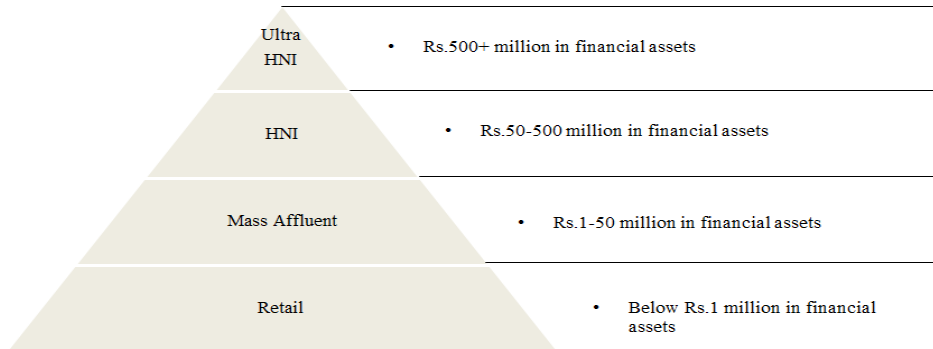 Ultra
HNI
• Rs.500+ million in financial assets
HNI
• Rs.50-500 million in financial assets
Mass Affluent
• Rs.1-50 million in financial assets
Retail
• Below Rs.1 million in financial
assets